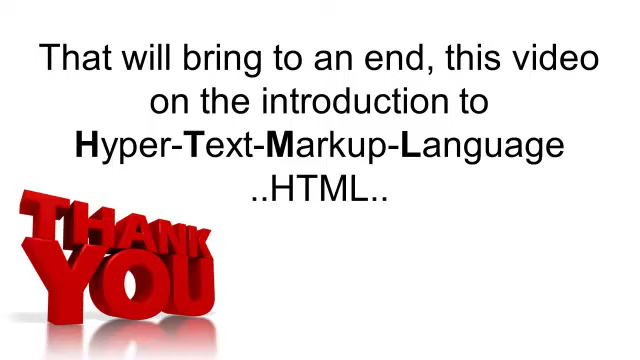 That will bring to an end, this video
on the introduction to
Hyper-Text-Markup-Language
..HTML..
THANK
YOU